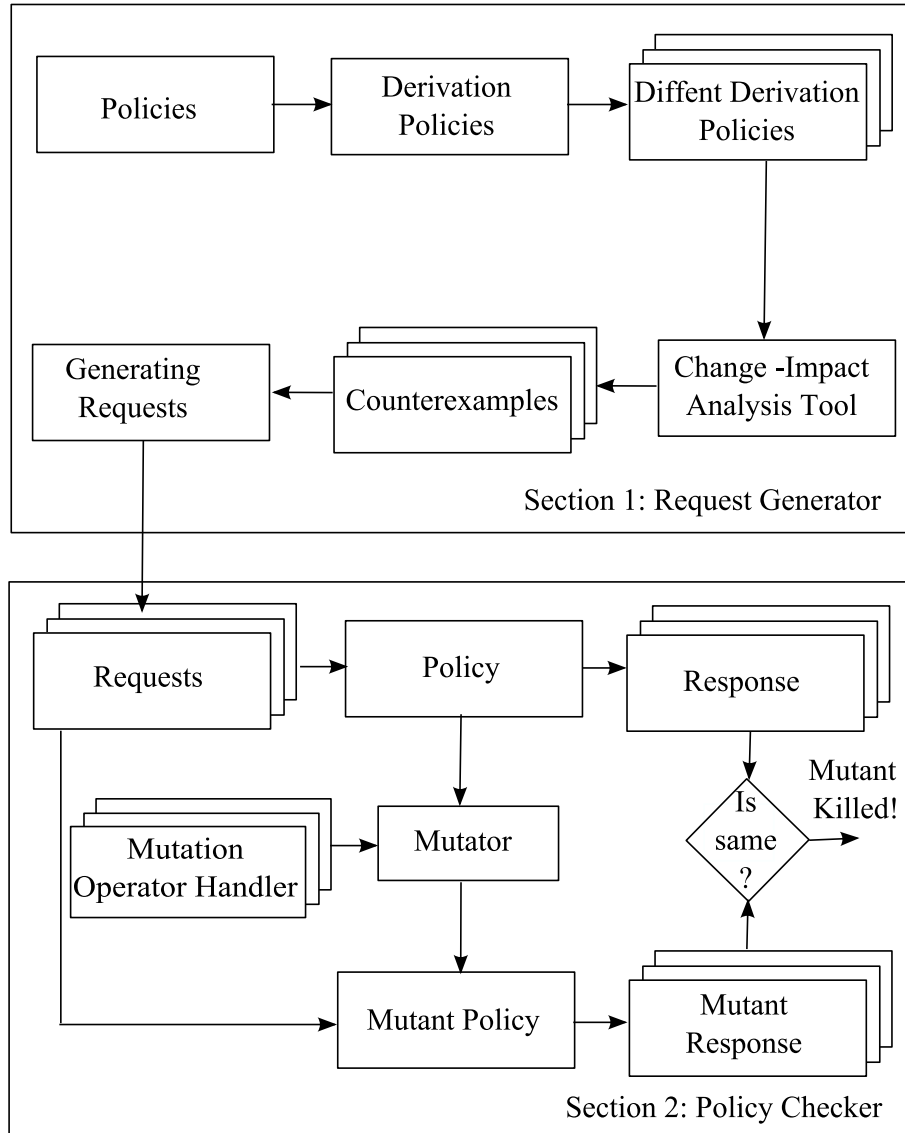 Policies
Derivation
Policies
Diffent Derivation
Policies
Generating
Requests
Counterexamples
Change -Impact
Analysis Tool
Section 1: Request Generator
Requests
Policy
Response
Mutation
Operator Handler
Mutator
Is
same
?
Mutant
Killed!
Mutant Policy
Mutant
Response
Section 2: Policy Checker